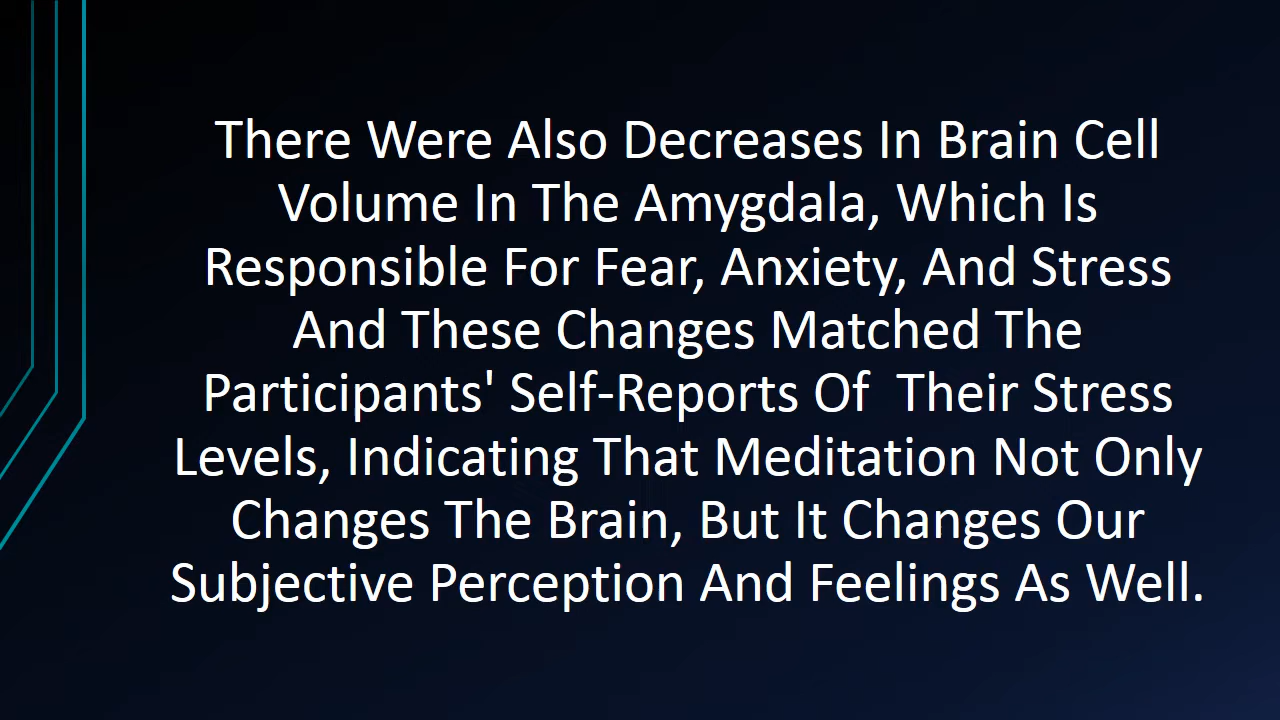 There Were Also Decreases In Brain Cell
Volume In The Amygdala, Which Is
Responsible For Fear, Anxiety, And Stress
And These Changes Matched The
Participants' Self-Reports Of  Their Stress
Levels, Indicating That Meditation Not Only
Changes The Brain, But It Changes Our
Subjective Perception And Feelings As Well.